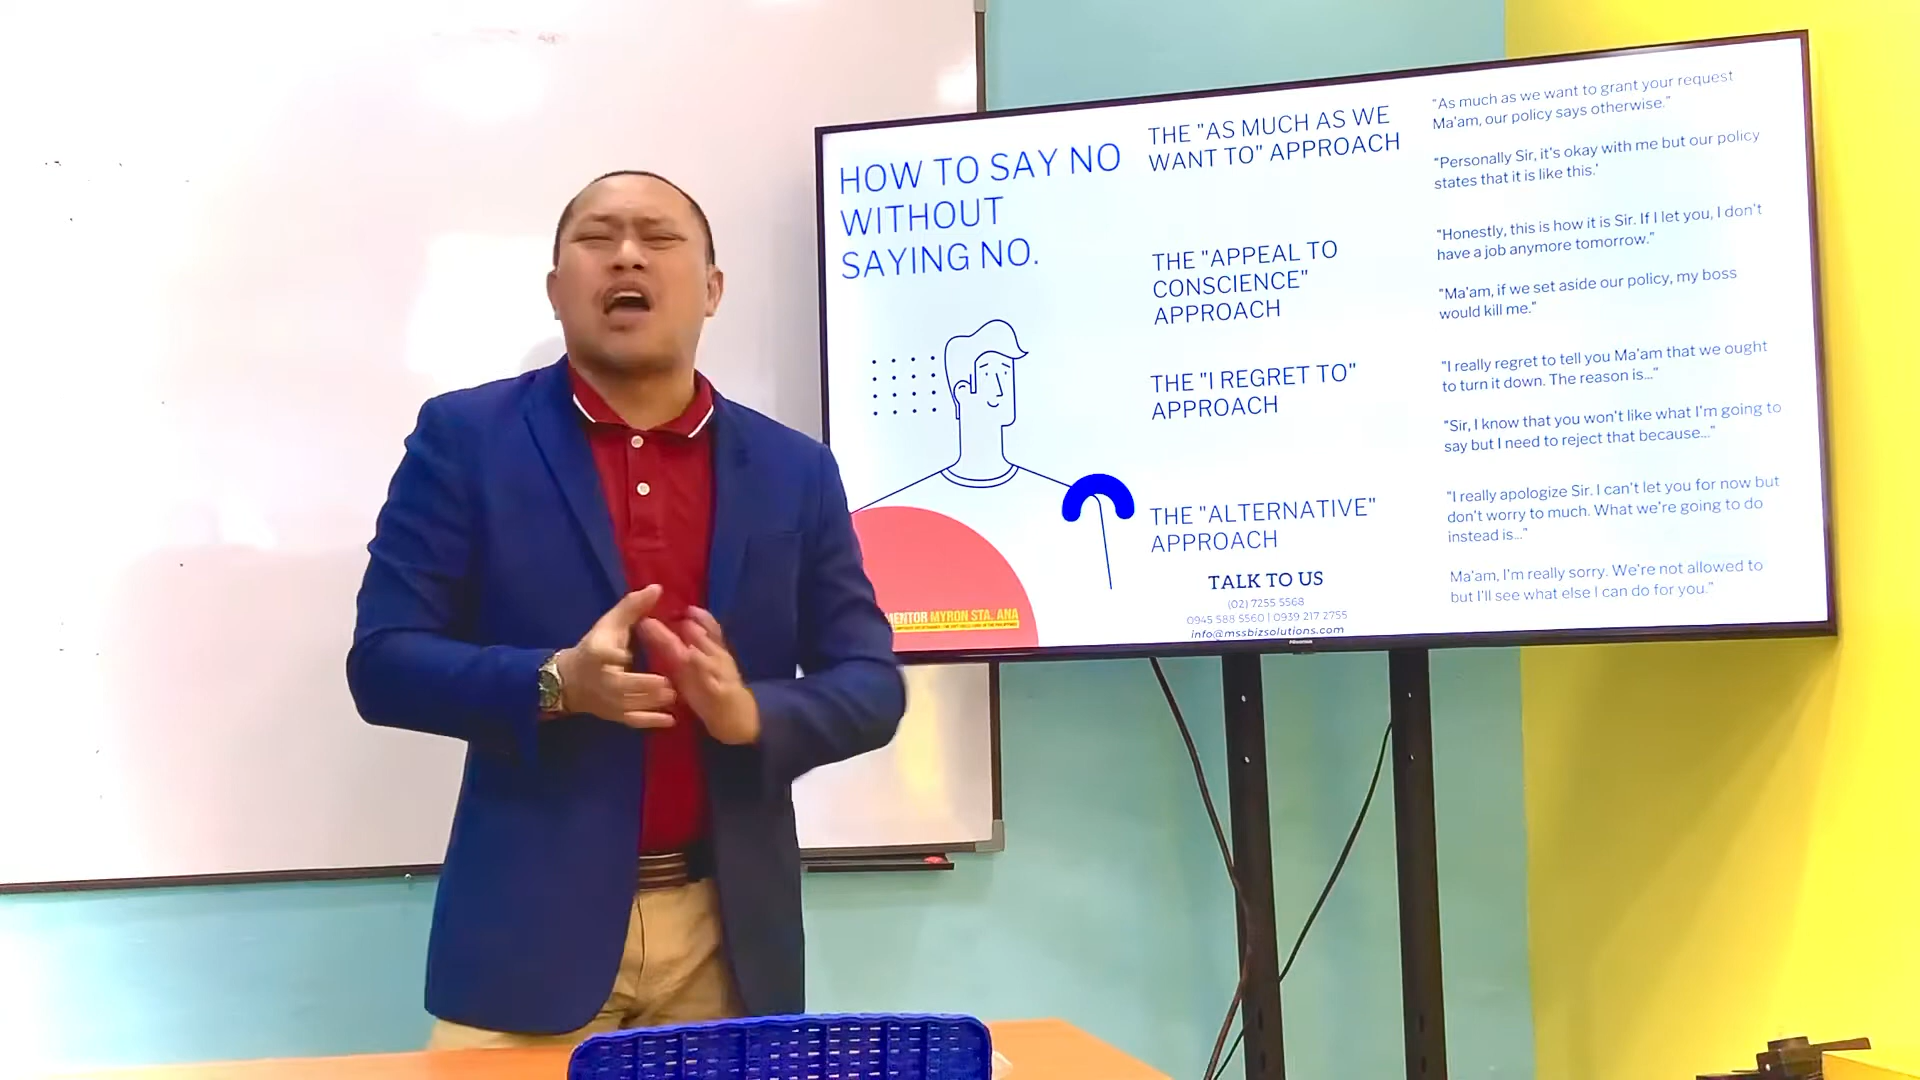 HOW TO SAY NO
WITHOUT
SAYING NO.
MENTOR MYRON STA. ANA
THE "AS MUCH AS WE
WANT TO" APPROACH
"As much as we want to grant your request
Ma'am, our policy says otherwise."
"Personally Sir, it's okay with me but our policy
states that it is like this.'
THE "APPEAL TO
CONSCIENCE"
APPROACH
"Honestly, this is how it is Sir. If I let you, I don't
have a job anymore tomorrow."
"Ma'am, if we set aside our policy, my boss
would kill me."
THE "I REGRET TO"
APPROACH
"I really regret to tell you Ma'am that we ought
to turn it down. The reason is..."
"Sir, I know that you won't like what I'm going to
say but I need to reject that because..."
THE "ALTERNATIVE"
APPROACH
"I really apologize Sir. I can't let you for now but
don't worry to much. What we're going to do
instead is..."
Ma'am, I'm really sorry. We're not allowed to
but I'll see what else I can do for you."
TALK TO US
(02) 7255 5568
0945 588 5560 | 0939 217 2755
info@mssbizsolutions.com
Hisense